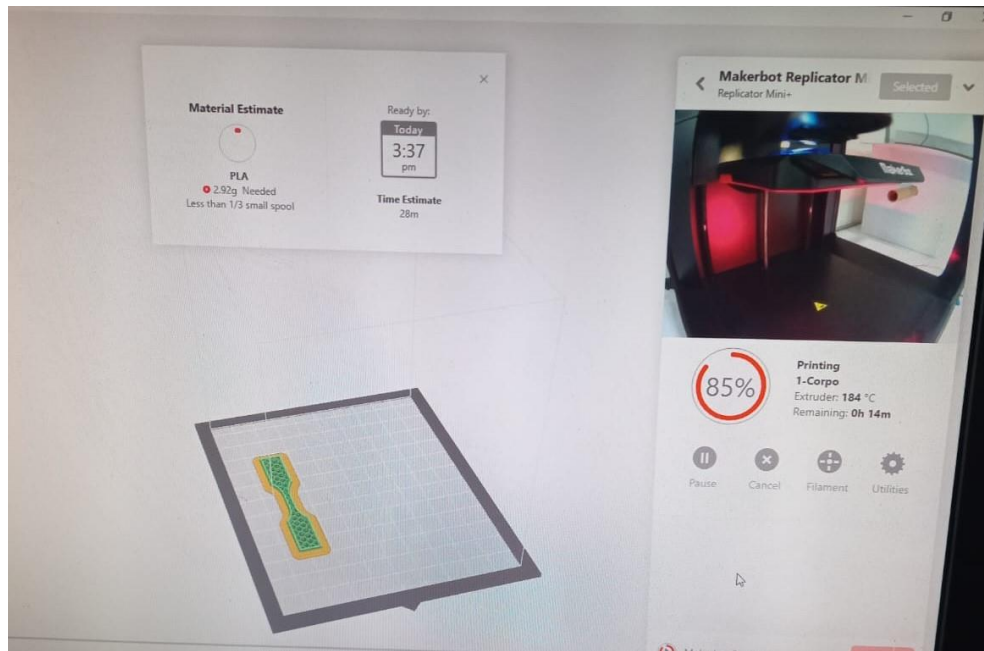 Material Estimate
PLA
2.92g Needed
Less than 1/3 small spool
Ready by:
Today
3:37
pm
Time Estimate
28m
Makerbot Replicator M
Replicator Mini+
Selected
85%
Printing
1-Corpo
Extruder: 184 °C
Remaining: 0h 14m
Pause
Cancel
Filament
Utilities